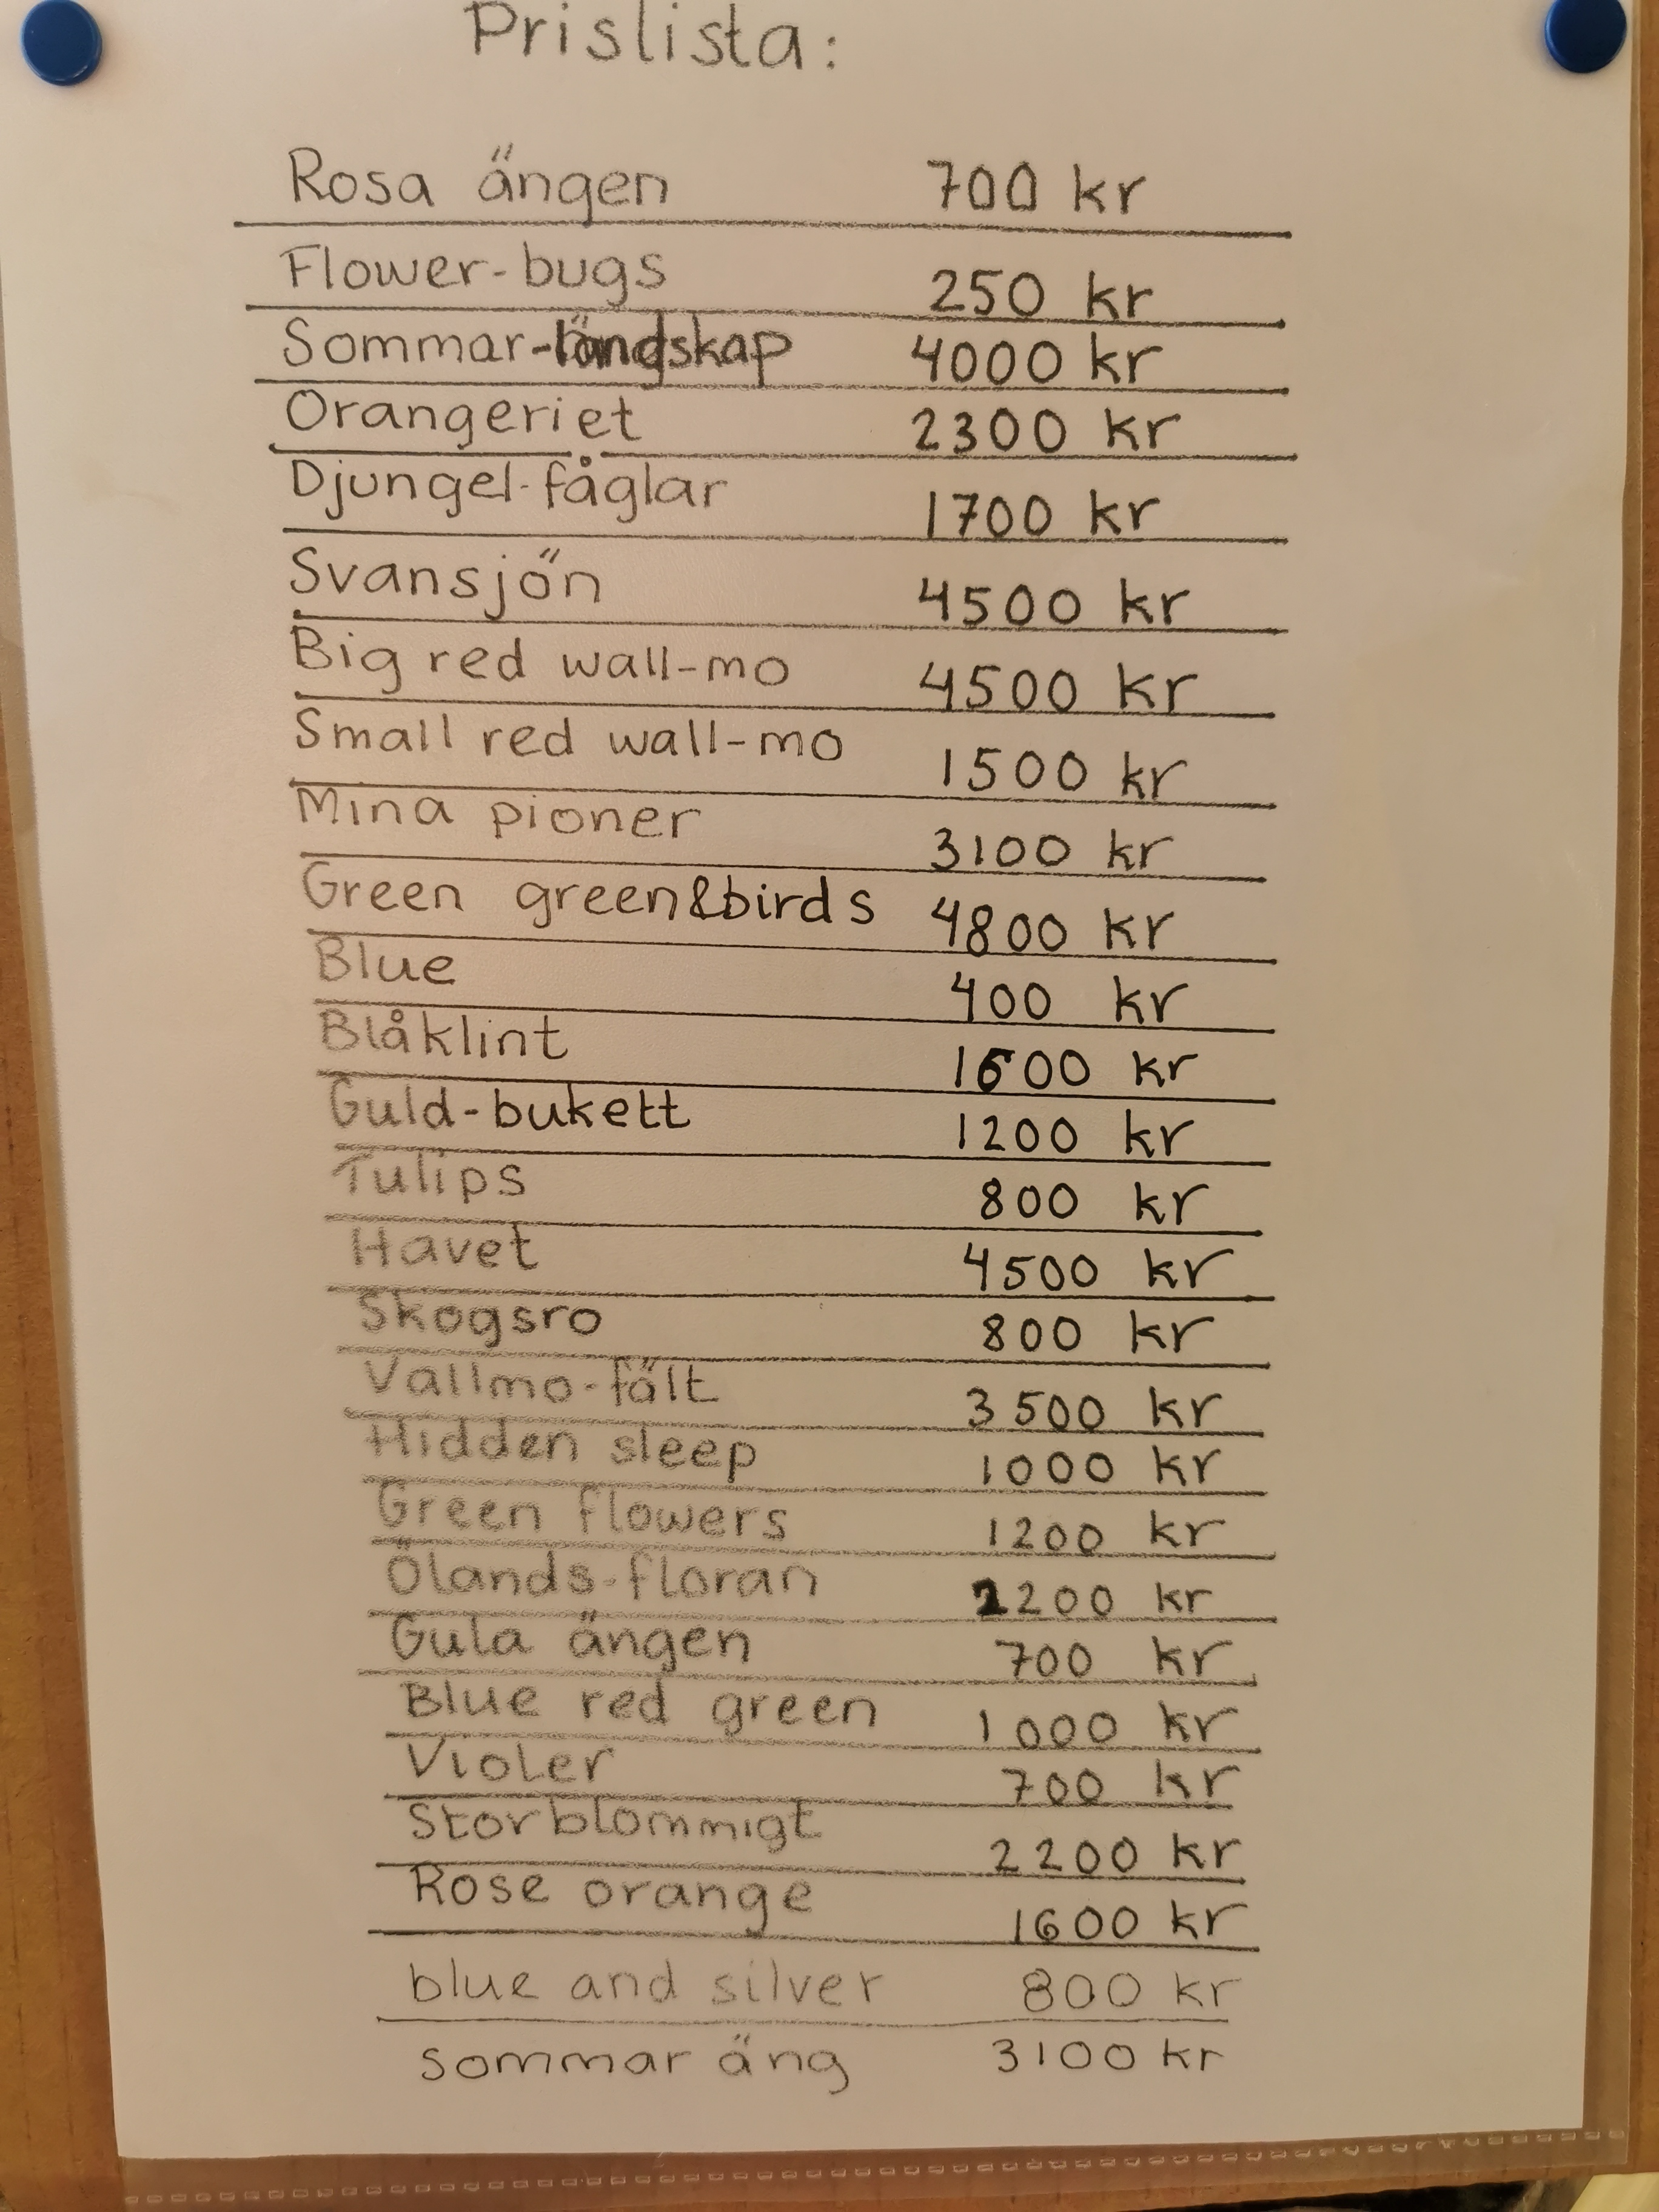 Prislista:
Rosa ängen 700 kr
Flower-bugs 250 kr
Sommar-landskap 4000 kr
Orangeriet 2300 kr
Djungel-fåglar 1700 kr
Svansjön 4500 kr
Big red wall-mo 4500 kr
Small red wall-mo 1500 kr
Mina pioner 3100 kr
Green green&birds 4800 kr
Blue 400 kr
Blåklint kr
Guld-bukett 1200 kr
Tulips 800 kr
Havet 4500 kr
Skogsro 800 kr
Vallmo-fält 3500 kr
Hidden sleep 1000 kr
Green flowers 1200 kr
Ölands-floran 2200 kr
Gula ängen 700 kr
Blue red green 1000 kr
Violer 700 kr
Storblommigt 2200 kr
Rose orange 1600 kr
blue and silver 800 kr
sommar äng 3100 kr